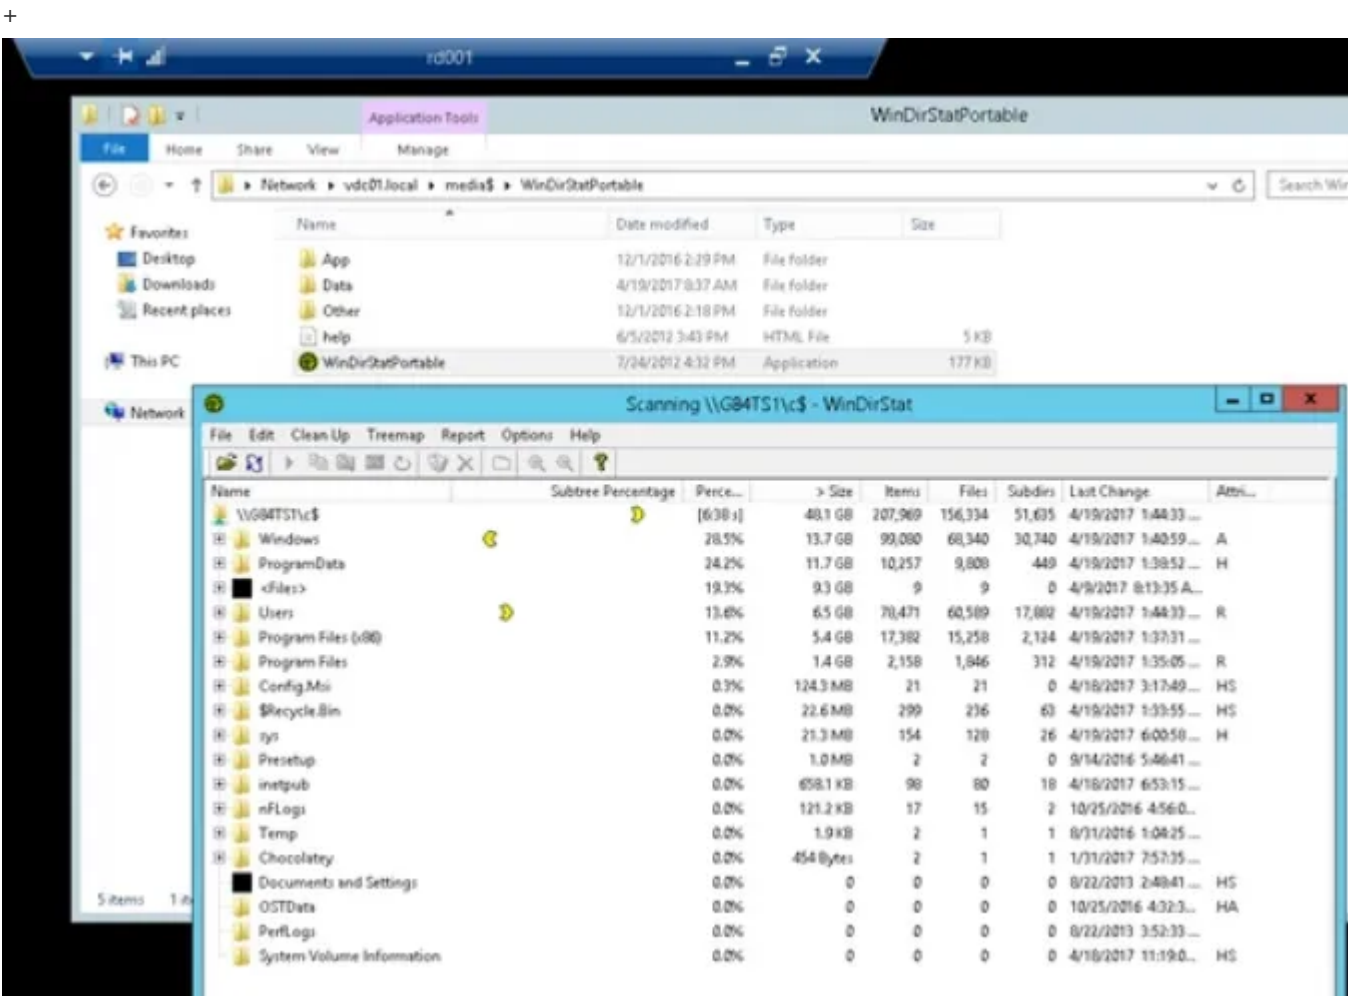 +
rd001
Application Tools WinDirStatPortable
File Home Share View Manage
Network vdc01.local media$ WinDirStatPortable Search Wi
Favorites
Desktop
Downloads
Recent places
This PC
Network
Name Date modified Type Size
App 12/1/2016 2:29 PM File folder
Data 4/19/2017 8:37 AM File folder
Other 12/1/2016 2:18 PM File folder
help 6/5/2012 3:43 PM HTML File 5 KB
WinDirStatPortable 7/24/2012 4:32 PM Application 177 KB
5 items
Scanning \\G84TS1\c$ - WinDirStat
File Edit Clean Up Treemap Report Options Help
Name Subtree Percentage Perce... > Size Items Files Subdirs Last Change Attri...
\\G84TS1\c$ [6:38 s] 48.1 GB 207,969 156,334 51,635 4/19/2017 1:44:33 ...
Windows 28.5% 13.7 GB 99,080 68,340 30,740 4/19/2017 1:40:59 ... A
ProgramData 24.2% 11.7 GB 10,257 9,808 449 4/19/2017 1:38:52 ... H
<Files> 19.3% 9.3 GB 9 9 0 4/9/2017 8:13:35 A...
Users 13.6% 6.5 GB 78,471 60,589 17,882 4/19/2017 1:44:33 ... R
Program Files (x86) 11.2% 5.4 GB 17,382 15,258 2,124 4/19/2017 1:37:31 ...
Program Files 2.9% 1.4 GB 2,158 1,846 312 4/19/2017 1:35:05 ... R
Config.Msi 0.3% 124.3 MB 21 21 0 4/18/2017 3:17:49 ... HS
$Recycle.Bin 0.0% 22.6 MB 299 236 63 4/19/2017 1:33:55 ... HS
sys 0.0% 21.3 MB 154 128 26 4/19/2017 6:00:58 ... H
Presetup 0.0% 1.0 MB 2 2 0 9/14/2016 5:46:41 ...
inetpub 0.0% 658.1 KB 98 80 18 4/18/2017 6:53:15 ...
nFLogs 0.0% 121.2 KB 17 15 2 10/25/2016 4:56:0...
Temp 0.0% 1.9 KB 2 1 1 8/31/2016 1:04:25 ...
Chocolatey 0.0% 454 Bytes 2 1 1 1/31/2017 7:57:35 ...
Documents and Settings 0.0% 0 0 0 0 8/22/2013 2:48:41 ... HS
OSTData 0.0% 0 0 0 0 10/25/2016 4:32:3... HA
PerfLogs 0.0% 0 0 0 0 8/22/2013 3:52:33 ...
System Volume Information 0.0% 0 0 0 0 4/18/2017 11:19:0... HS